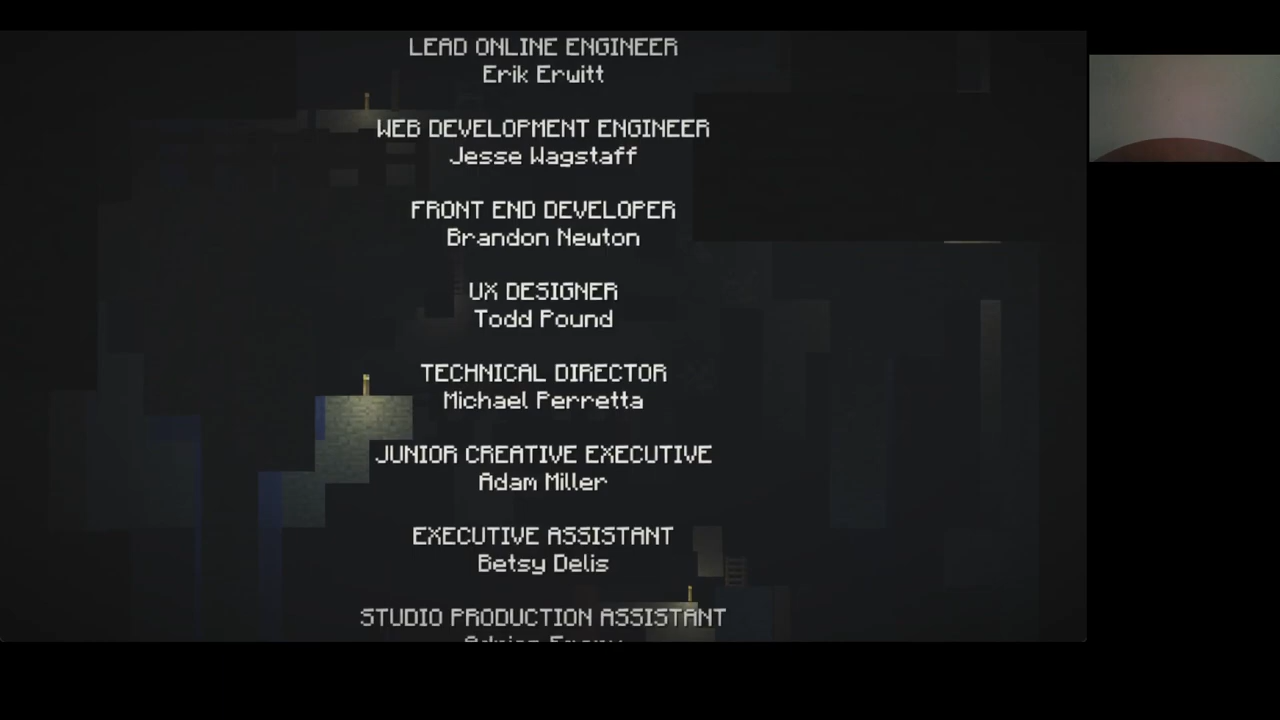 LEAD ONLINE ENGINEER
Erik Erwitt
WEB DEVELOPMENT ENGINEER
Jesse Wagstaff
FRONT END DEVELOPER
Brandon Newton
UX DESIGNER
Todd Pound
TECHNICAL DIRECTOR
Michael Perretta
JUNIOR CREATIVE EXECUTIVE
Adam Miller
EXECUTIVE ASSISTANT
Betsy Delis
STUDIO PRODUCTION ASSISTANT